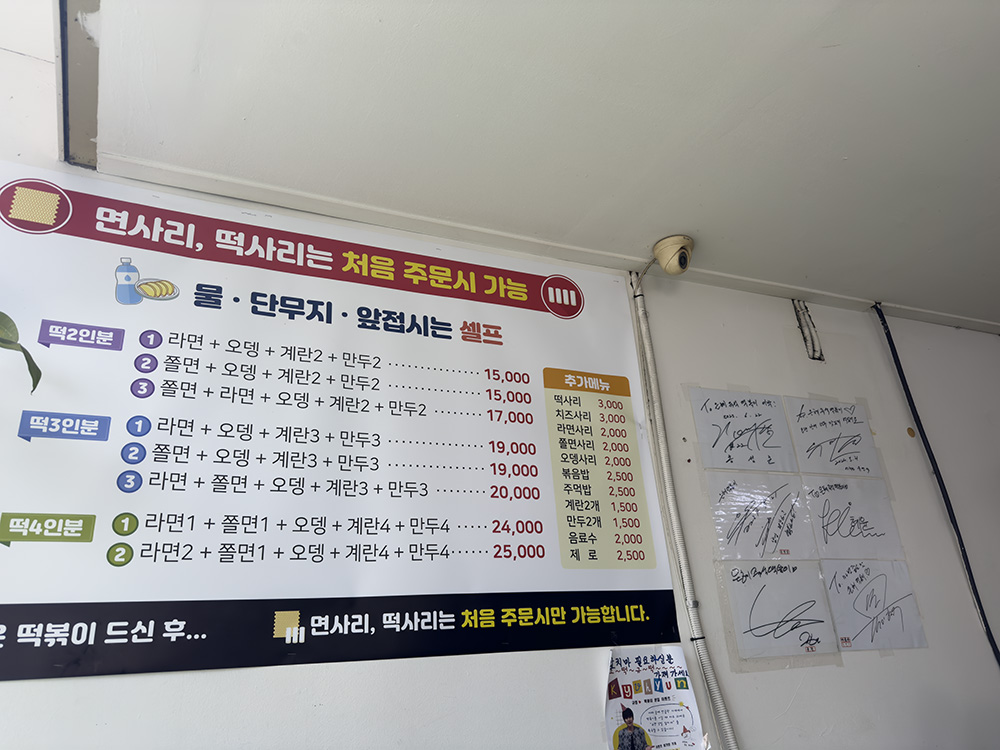 면사리, 떡사리는 처음 주문시 가능
물 · 단무지 · 앞접시는 셀프
떡2인분
1 라면 + 오뎅 + 계란2 + 만두2 ·············· 15,000
2 쫄면 + 오뎅 + 계란2 + 만두2 ·············· 15,000
3 쫄면 + 라면 + 오뎅 + 계란2 + 만두2 ······· 17,000
떡3인분
1 라면 + 오뎅 + 계란3 + 만두3 ·············· 19,000
2 쫄면 + 오뎅 + 계란3 + 만두3 ·············· 19,000
3 라면 + 쫄면 + 오뎅 + 계란3 + 만두3 ······· 20,000
떡4인분
1 라면1 + 쫄면1 + 오뎅 + 계란4 + 만두4 ····· 24,000
2 라면2 + 쫄면1 + 오뎅 + 계란4 + 만두4 ······ 25,000
추가메뉴
떡사리 3,000
치즈사리 3,000
라면사리 2,000
쫄면사리 2,000
오뎅사리 2,000
볶음밥 2,500
주먹밥 2,500
계란2개 1,500
만두2개 1,500
음료수 2,000
제 로 2,500
떡볶이 드신 후...
면사리, 떡사리는 처음 주문시만 가능합니다.
필요하실분
가져가세요
Kyuhyun